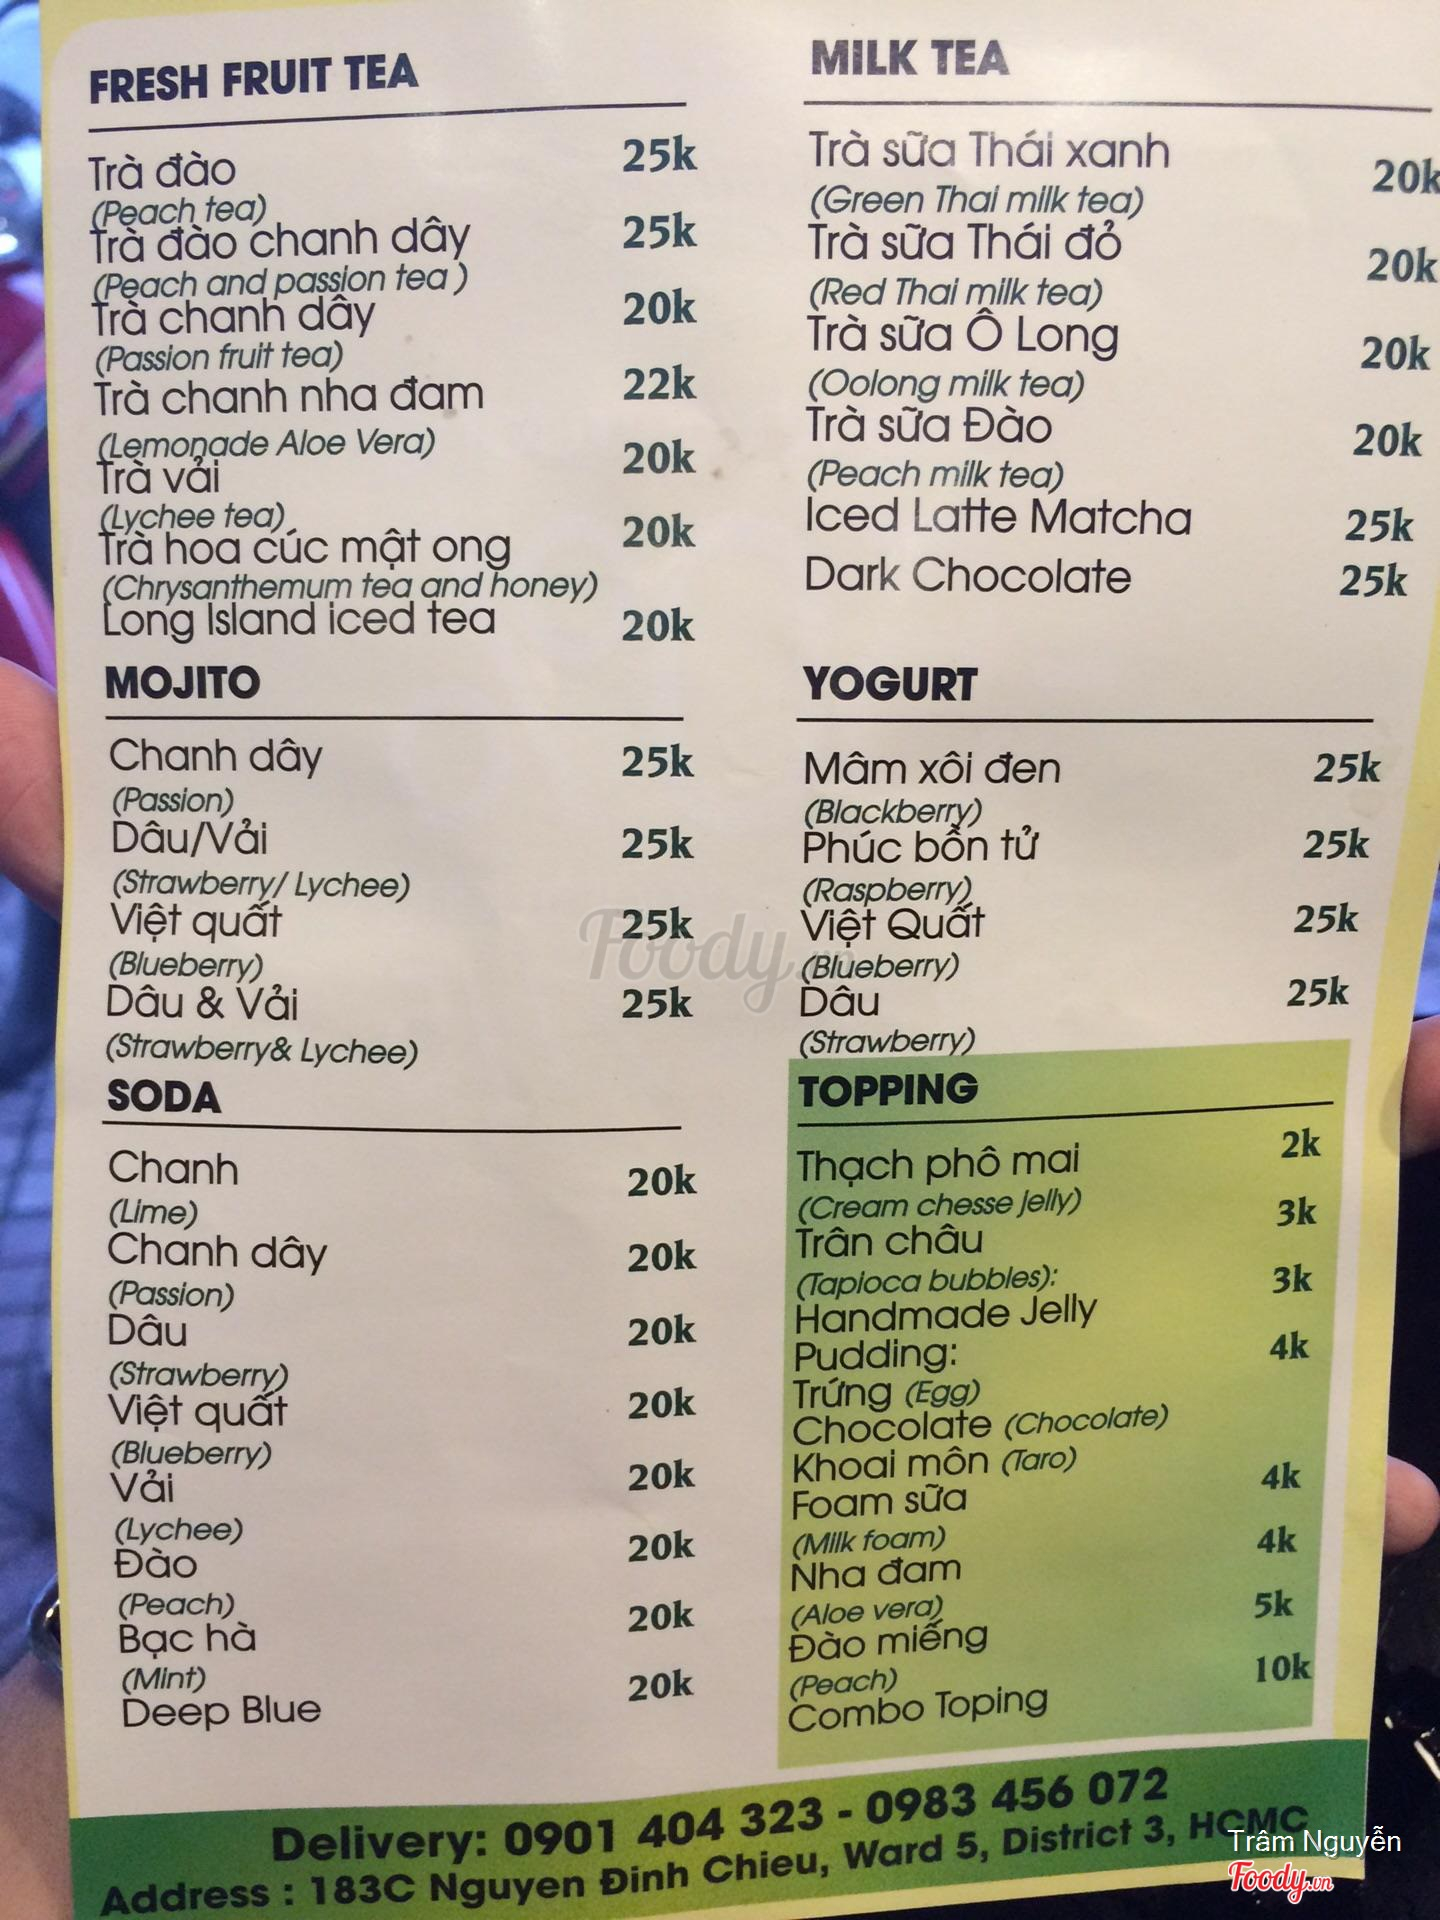 FRESH FRUIT TEA
Trà đào 25k
(Peach tea)
Trà đào chanh dây 25k
(Peach and passion tea )
Trà chanh dây 20k
(Passion fruit tea)
Trà chanh nha đam 22k
(Lemonade Aloe Vera)
Trà vải 20k
(Lychee tea)
Trà hoa cúc mật ong 20k
(Chrysanthemum tea and honey)
Long Island iced tea 20k
MOJITO
Chanh dây 25k
(Passion)
Dâu/Vải 25k
(Strawberry/ Lychee)
Việt quất 25k
(Blueberry)
Dâu & Vải 25k
(Strawberry& Lychee)
SODA
Chanh 20k
(Lime)
Chanh dây 20k
(Passion)
Dâu 20k
(Strawberry)
Việt quất 20k
(Blueberry)
Vải 20k
(Lychee)
Đào 20k
(Peach)
Bạc hà 20k
(Mint)
Deep Blue 20k
MILK TEA
Trà sữa Thái xanh 20k
(Green Thai milk tea)
Trà sữa Thái đỏ 20k
(Red Thai milk tea)
Trà sữa Ô Long 20k
(Oolong milk tea)
Trà sữa Đào 20k
(Peach milk tea)
Iced Latte Matcha 25k
Dark Chocolate 25k
YOGURT
Mâm xôi đen 25k
(Blackberry)
Phúc bồn tử 25k
(Raspberry)
Việt Quất 25k
(Blueberry)
Dâu 25k
(Strawberry)
TOPPING
Thạch phô mai 2k
(Cream chesse jelly)
Trân châu 3k
(Tapioca bubbles):
Handmade Jelly 3k
Pudding: 4k
Trứng (Egg)
Chocolate (Chocolate)
Khoai môn (Taro)
Foam sữa 4k
(Milk foam)
Nha đam 4k
(Aloe vera)
Đào miếng 5k
(Peach)
Combo Toping 10k
Delivery: 0901 404 323 - 0983 456 072
Address : 183C Nguyen Đinh Chieu, Ward 5, District 3, HCMC
Foody.vn
Trâm Nguyễn
Foody.vn